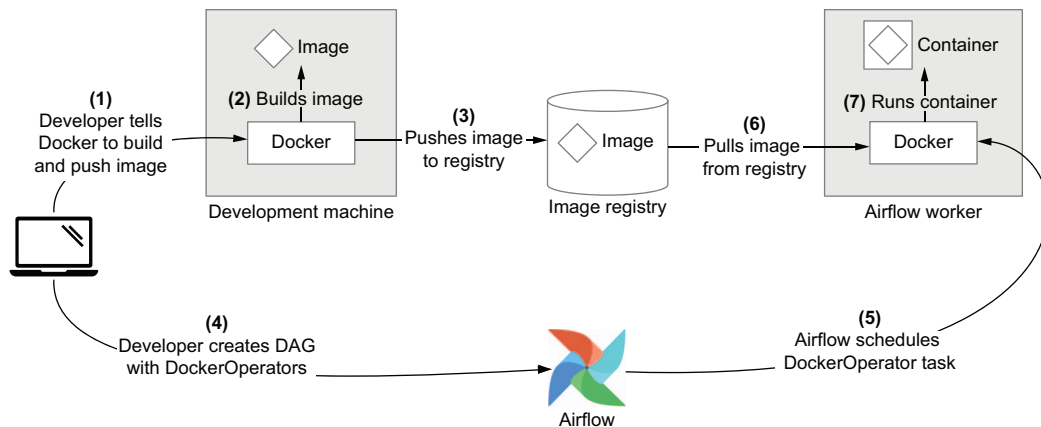 Image
(2) Builds image
Docker
Development machine
(1)
Developer tells
Docker to build
and push image
(3)
Pushes image
to registry
Image
Image registry
(6)
Pulls image
from registry
Container
(7) Runs container
Docker
Airflow worker
(4)
Developer creates DAG
with DockerOperators
Airflow
(5)
Airflow schedules
DockerOperator task